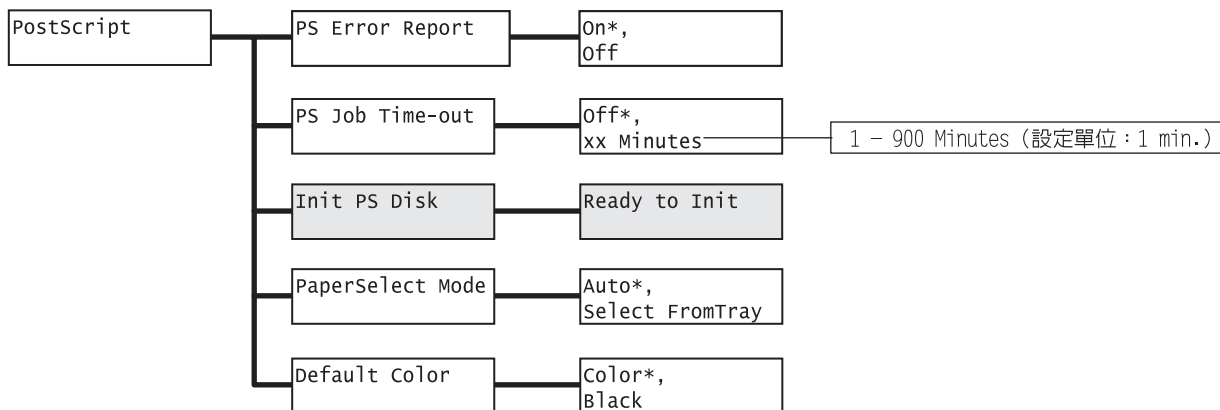 PostScript
PS Error Report
On*,
Off
PS Job Time-out
Off*,
xx Minutes
1 – 900 Minutes (設定單位：1 min.)
Init PS Disk
Ready to Init
PaperSelect Mode
Auto*,
Select FromTray
Default Color
Color*,
Black